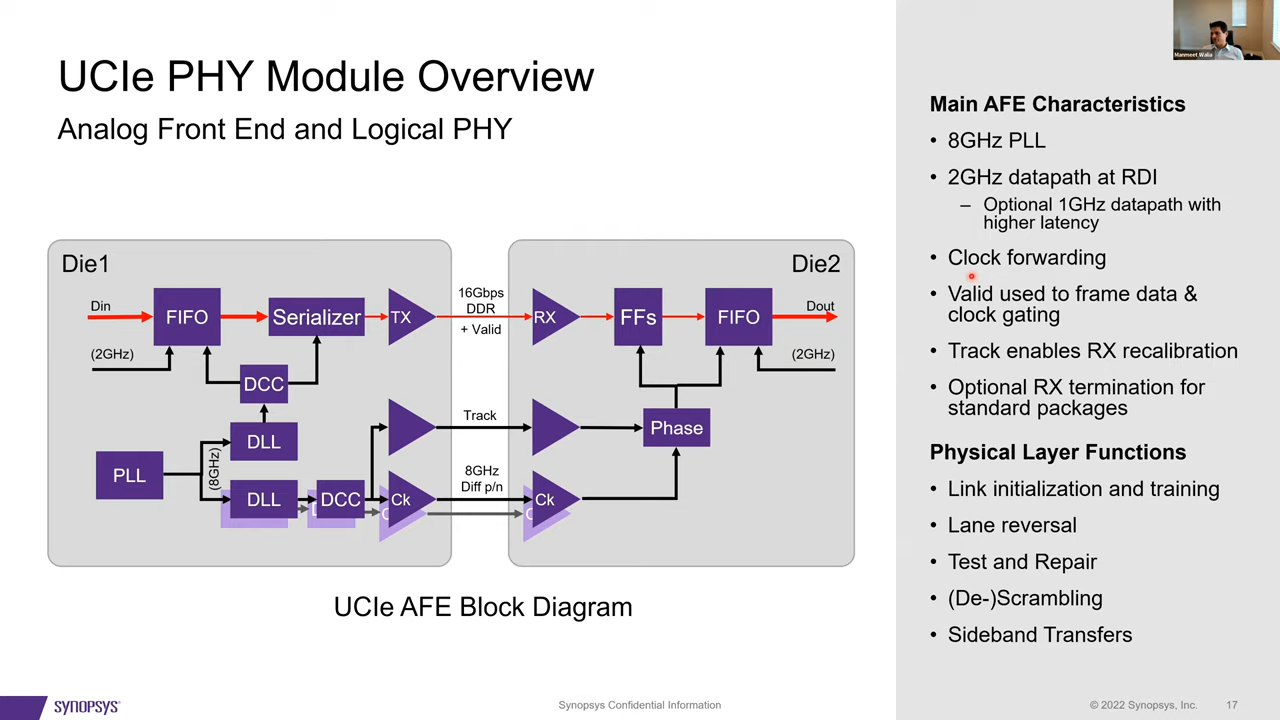 UCIe PHY Module Overview
Analog Front End and Logical PHY
Die1
Din
FIFO
Serializer
TX
(2GHz)
DCC
DLL
PLL
(8GHz)
DLL
DCC
Ck
16Gbps
DDR
+ Valid
Track
8GHz
Diff p/n
Die2
RX
FFs
FIFO
Dout
(2GHz)
Phase
Ck
UCIe AFE Block Diagram
Manmeet Walia
Main AFE Characteristics
• 8GHz PLL
• 2GHz datapath at RDI
– Optional 1GHz datapath with
higher latency
• Clock forwarding
• Valid used to frame data &
clock gating
• Track enables RX recalibration
• Optional RX termination for
standard packages
Physical Layer Functions
• Link initialization and training
• Lane reversal
• Test and Repair
• (De-)Scrambling
• Sideband Transfers
SYNOPSYS®
Synopsys Confidential Information
© 2022 Synopsys, Inc.
17